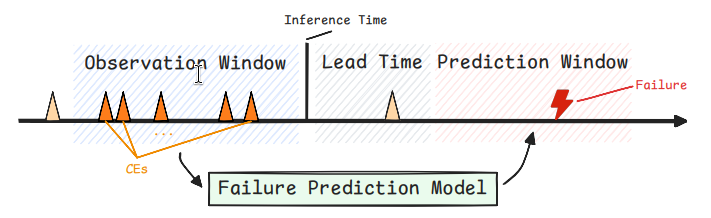 Inference Time
Observation Window
Lead Time
Prediction Window
Failure
...
CEs
Failure Prediction Model